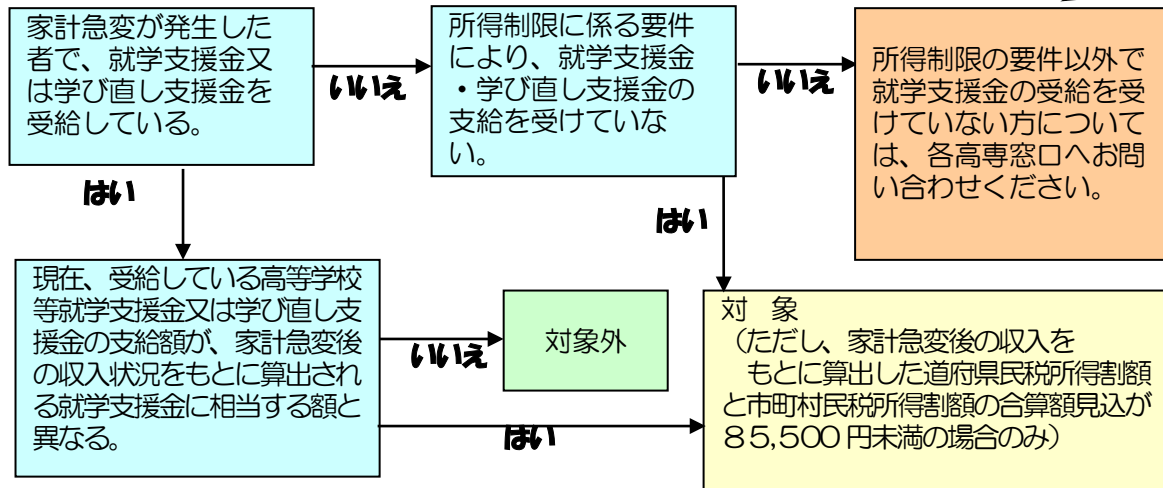 家計急変が発生した
者で、就学支援金又
は学び直し支援金を
受給している。
いいえ
所得制限に係る要件
により、就学支援金
・学び直し支援金の
支給を受けていな
い。
いいえ
所得制限の要件以外で
就学支援金の受給を受
けていない方について
は、各高専窓口へお問
い合わせください。
はい
はい
現在、受給している高等学校
等就学支援金又は学び直し支
援金の支給額が、家計急変後
の収入状況をもとに算出され
る就学支援金に相当する額と
異なる。
いいえ
対象外
はい
対　象
（ただし、家計急変後の収入を
もとに算出した道府県民税所得割額
と市町村民税所得割額の合算額見込が
８５,５００円未満の場合のみ）